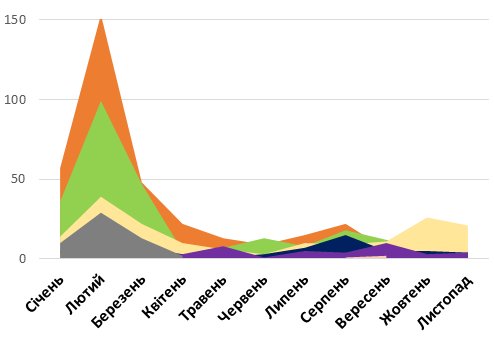 150
100
50
0
Січень
Лютий
Березень
Квітень
Травень
Червень
Липень
Серпень
Вересень
Жовтень
Листопад